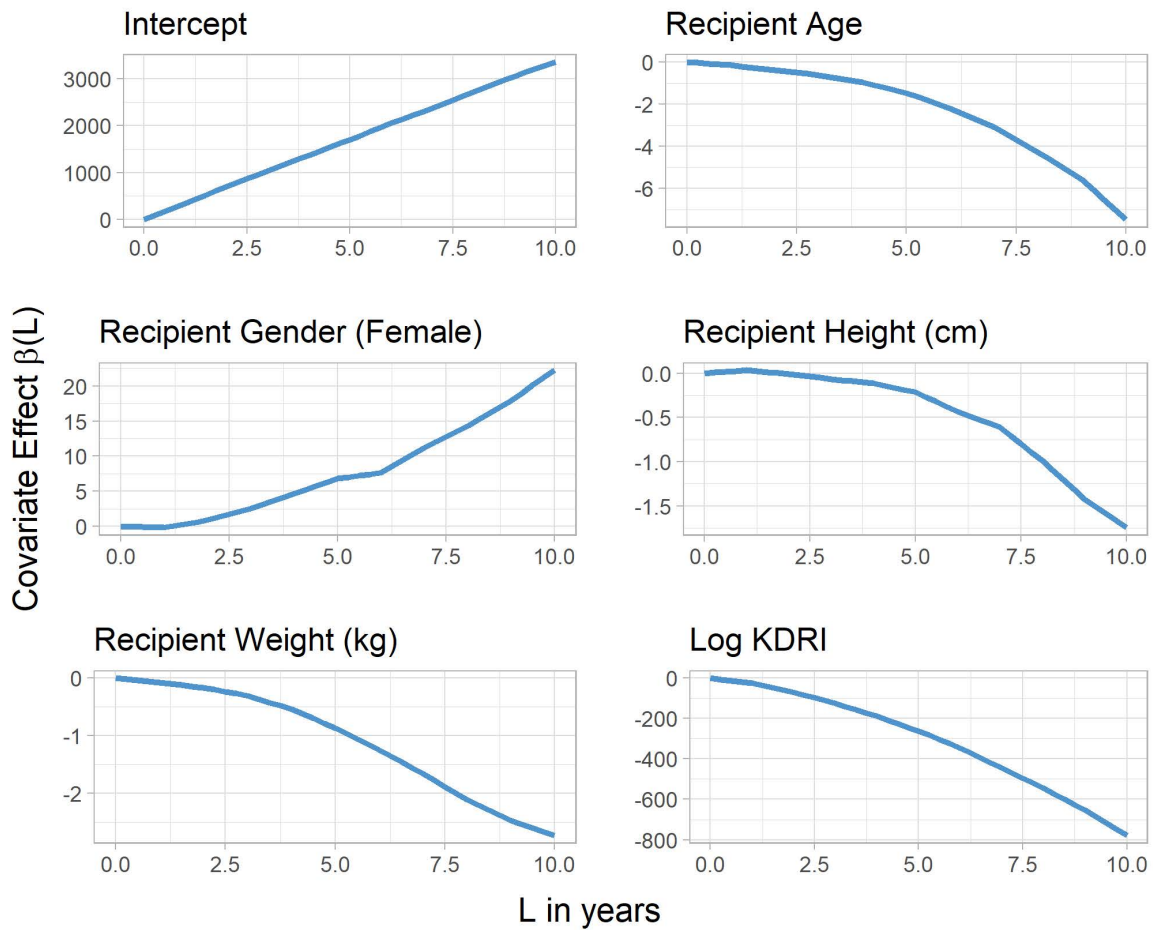 Intercept
3000
2000
1000
0
0.0 2.5 5.0 7.5 10.0
Recipient Age
0
-2
-4
-6
0.0 2.5 5.0 7.5 10.0
Recipient Gender (Female)
20
15
10
5
0
0.0 2.5 5.0 7.5 10.0
Recipient Height (cm)
0.0
-0.5
-1.0
-1.5
0.0 2.5 5.0 7.5 10.0
Recipient Weight (kg)
0
-1
-2
0.0 2.5 5.0 7.5 10.0
Log KDRI
0
-200
-400
-600
-800
0.0 2.5 5.0 7.5 10.0
Covariate Effect β(L)
L in years